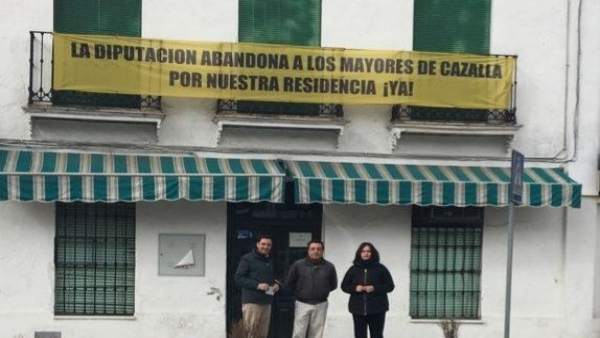 LA DIPUTACION ABANDONA A LOS MAYORES DE CAZALLA
POR NUESTRA RESIDENCIA ¡YA!